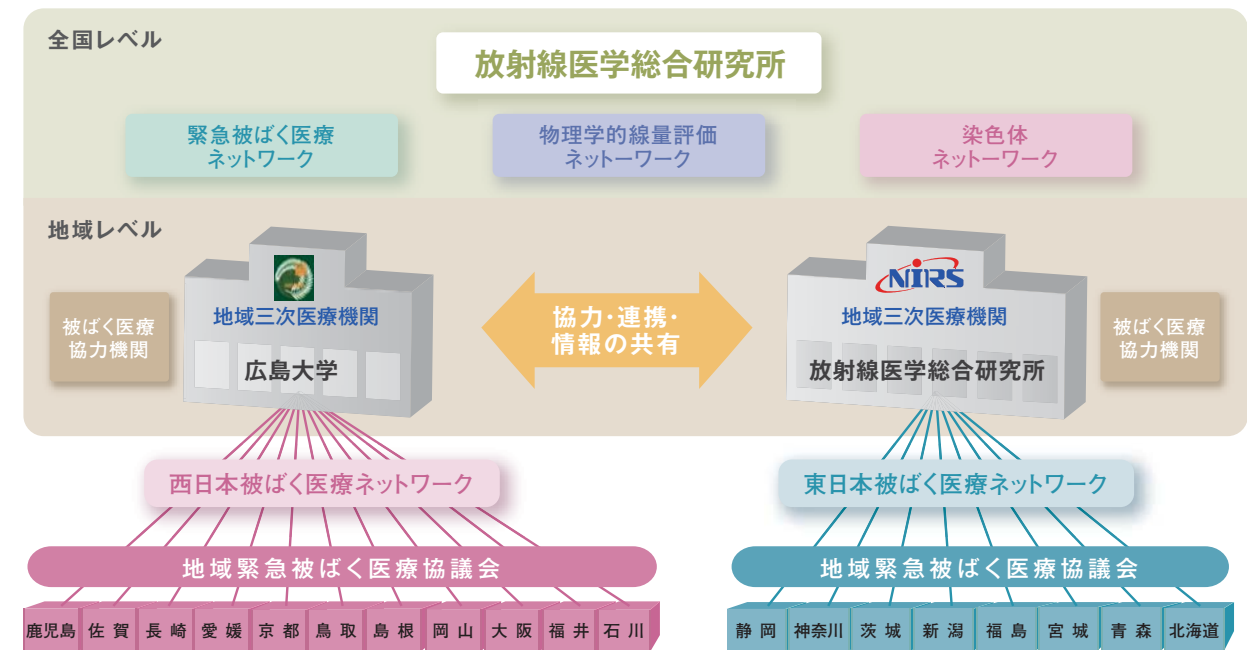 全国レベル
放射線医学総合研究所
緊急被ばく医療
ネットワーク
物理学的線量評価
ネットーワーク
染色体
ネットーワーク
地域レベル
被ばく医療
協力機関
地域三次医療機関
広島大学
協力・連携・
情報の共有
NIRS
地域三次医療機関
放射線医学総合研究所
被ばく医療
協力機関
西日本被ばく医療ネットワーク
東日本被ばく医療ネットワーク
地域緊急被ばく医療協議会
地域緊急被ばく医療協議会
鹿児島 佐賀 長崎 愛媛 京都 鳥取 島根 岡山 大阪 福井 石川
静岡 神奈川 茨城 新潟 福島 宮城 青森 北海道